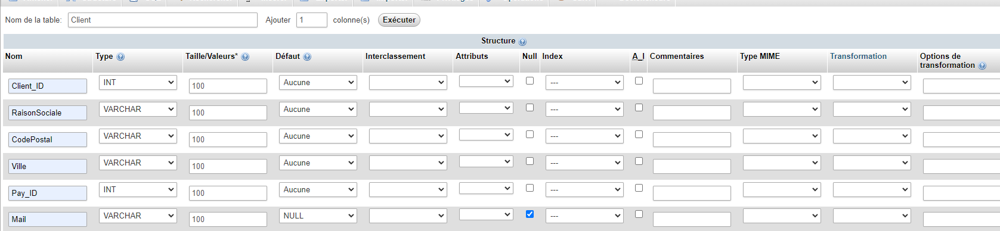 Nom de la table: Client Ajouter 1 colonne(s) Exécuter
Structure
Nom Type Taille/Valeurs* Défaut Interclassement Attributs Null Index A_I Commentaires Type MIME Transformation Options de
transformation
Client_ID INT 100 Aucune ---
RaisonSociale VARCHAR 100 Aucune ---
CodePostal VARCHAR 100 Aucune ---
Ville VARCHAR 100 Aucune ---
Pay_ID INT 100 Aucune ---
Mail VARCHAR 100 NULL ---